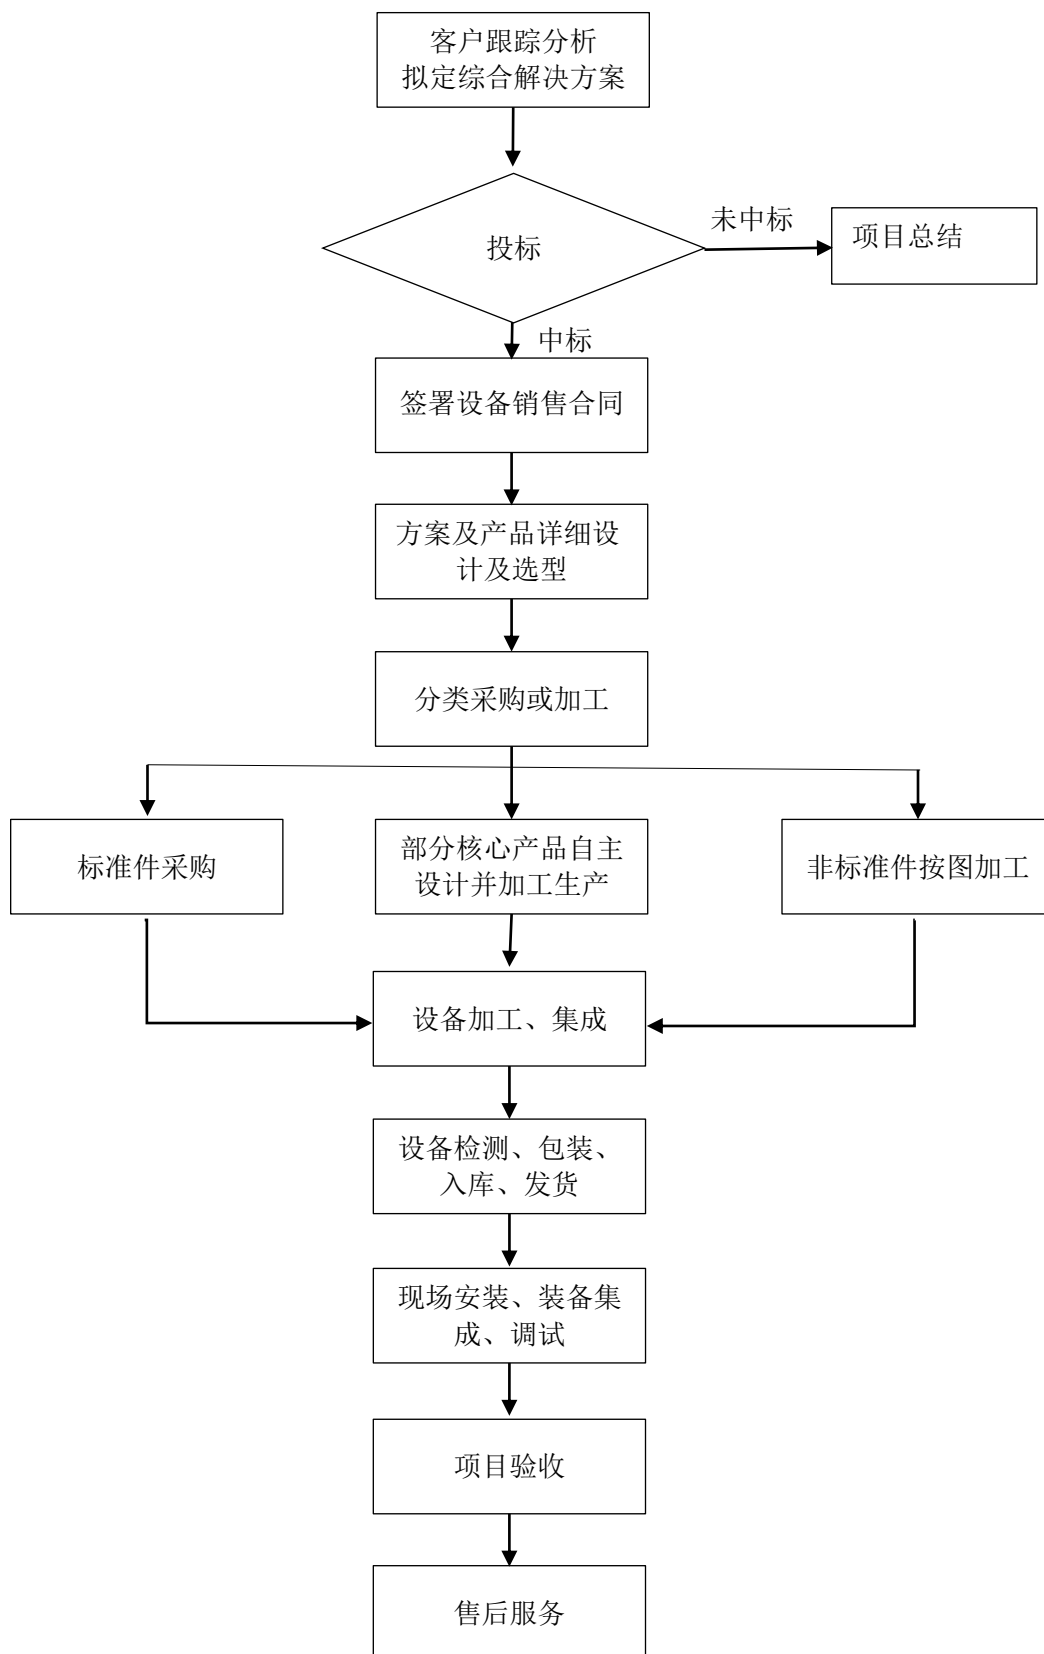 客户跟踪分析
拟定综合解决方案
投标
未中标
项目总结
中标
签署设备销售合同
方案及产品详细设
计及选型
分类采购或加工
标准件采购
部分核心产品自主
设计并加工生产
非标准件按图加工
设备加工、集成
设备检测、包装、
入库、发货
现场安装、装备集
成、调试
项目验收
售后服务